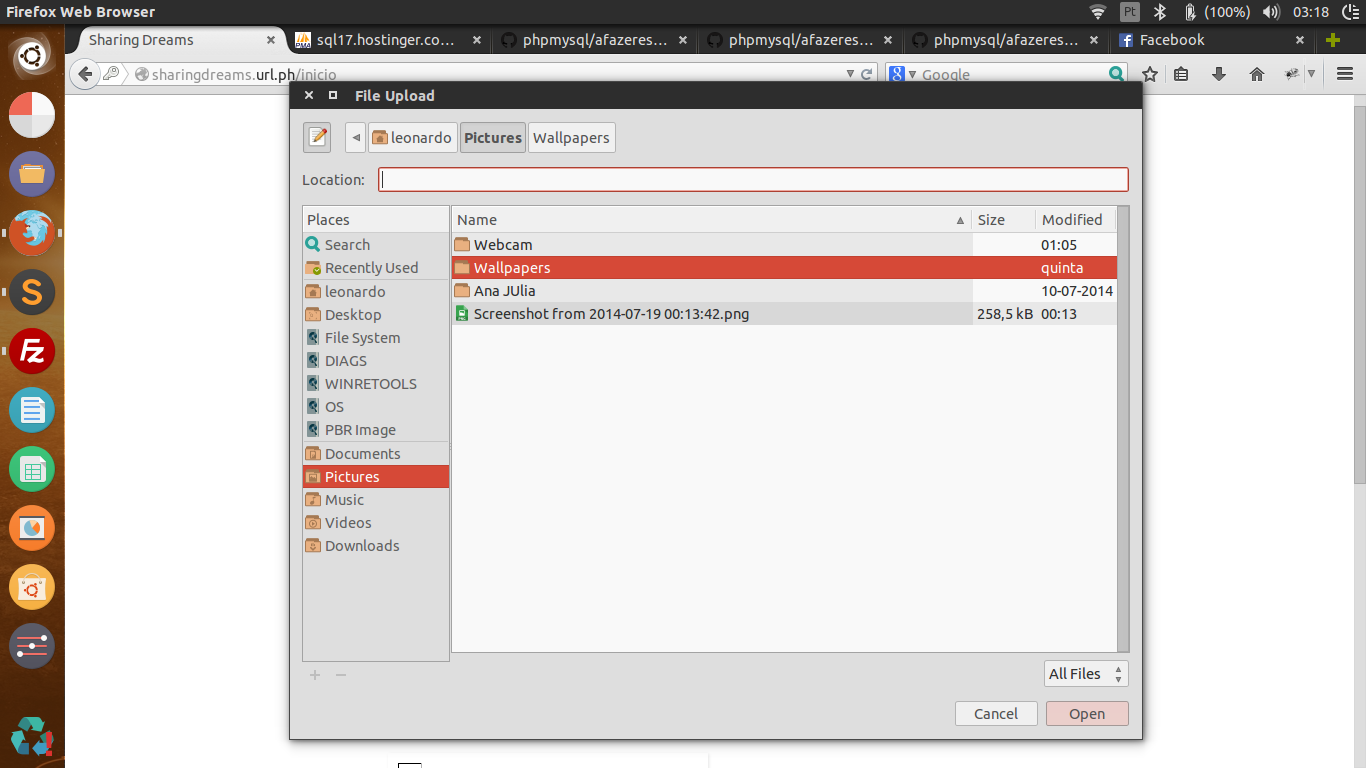 Firefox Web Browser Pt (100%) 03:18
Sharing Dreams PMA sql17.hostinger.co... phpmysql/afazeres... phpmysql/afazeres... phpmysql/afazeres... Facebook
sharingdreams.url.ph/inicio Google
File Upload
leonardo Pictures Wallpapers
Location:
Places Name Size Modified
Search Webcam 01:05
Recently Used Wallpapers quinta
leonardo Ana JUlia 10-07-2014
Desktop Screenshot from 2014-07-19 00:13:42.png 258,5 kB 00:13
File System
DIAGS
WINRETOOLS
OS
PBR Image
Documents
Pictures
Music
Videos
Downloads
All Files
Cancel Open